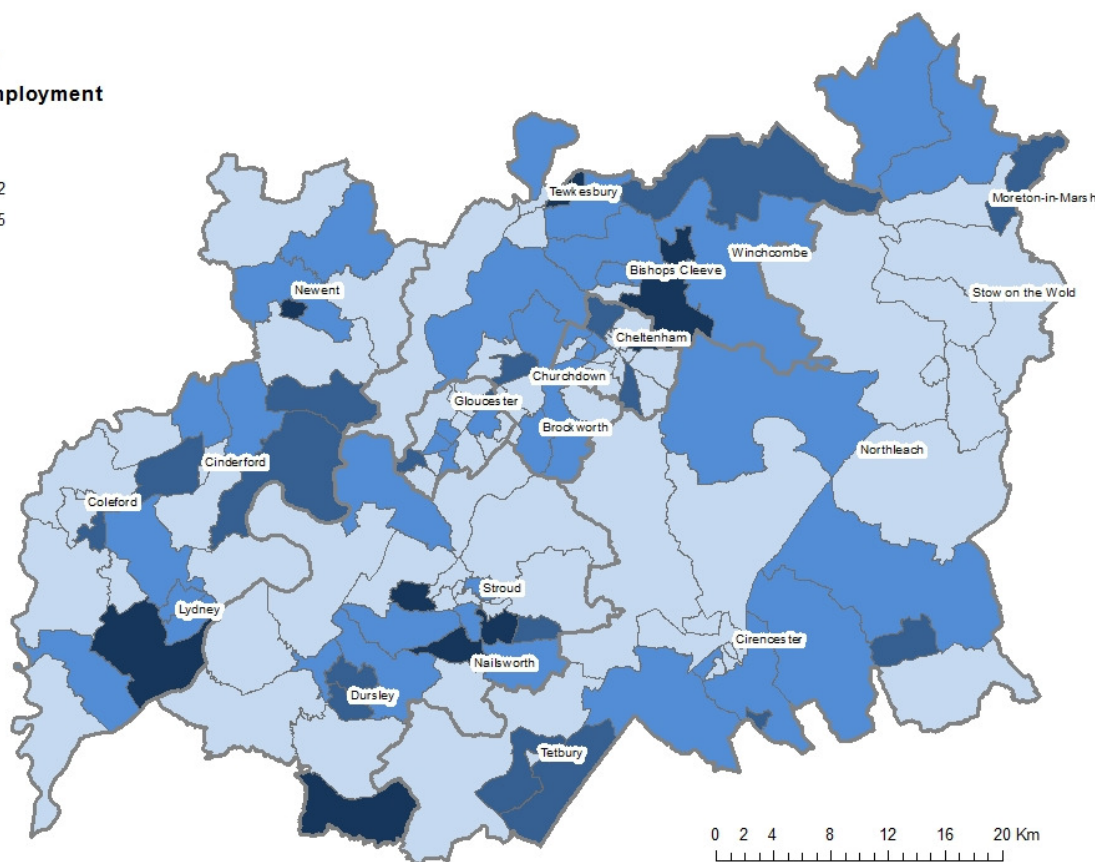 mployment
2
5
Tewkesbury
Moreton-in-Marsh
Winchcombe
Bishops Cleeve
Newent
Stow on the Wold
Cheltenham
Churchdown
Gloucester
Brockworth
Northleach
Cinderford
Coleford
Stroud
Lydney
Cirencester
Nailsworth
Dursley
Tetbury
0 2 4 8 12 16 20 Km